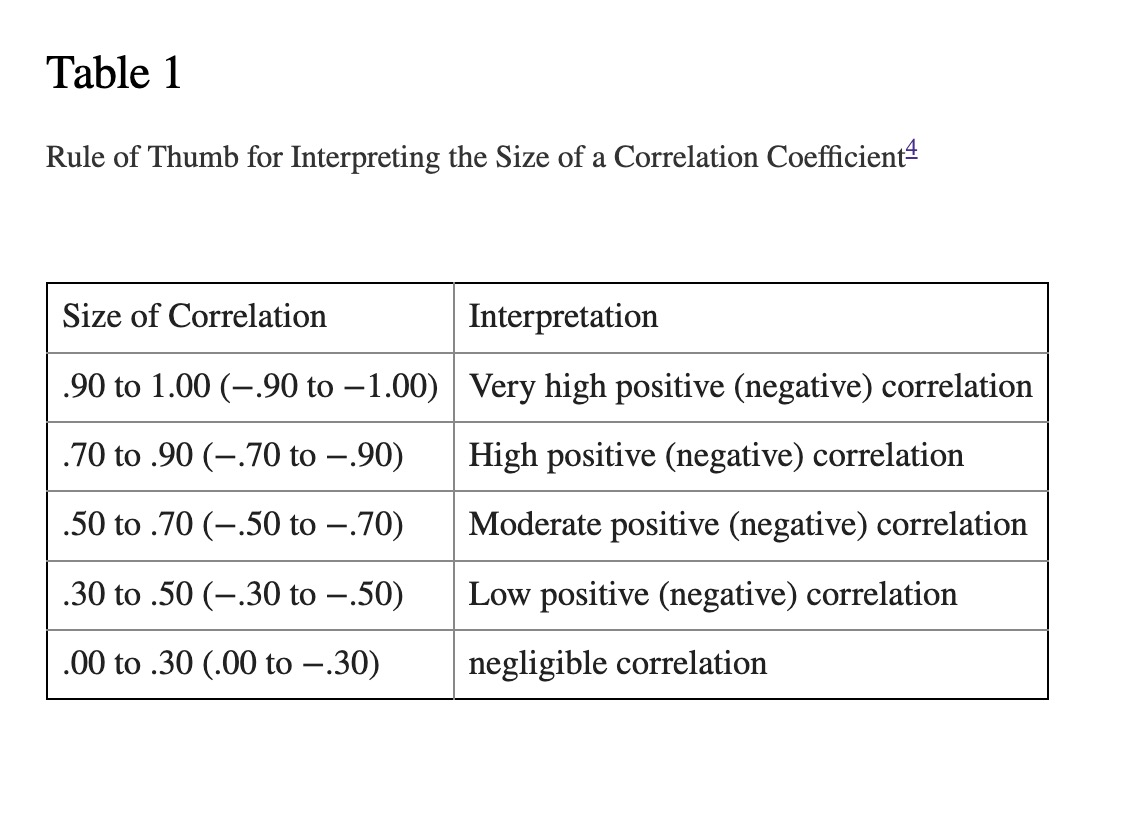 Table 1
Rule of Thumb for Interpreting the Size of a Correlation Coefficient4
Size of Correlation Interpretation
.90 to 1.00 (−.90 to −1.00) Very high positive (negative) correlation
.70 to .90 (−.70 to −.90) High positive (negative) correlation
.50 to .70 (−.50 to −.70) Moderate positive (negative) correlation
.30 to .50 (−.30 to −.50) Low positive (negative) correlation
.00 to .30 (.00 to −.30) negligible correlation